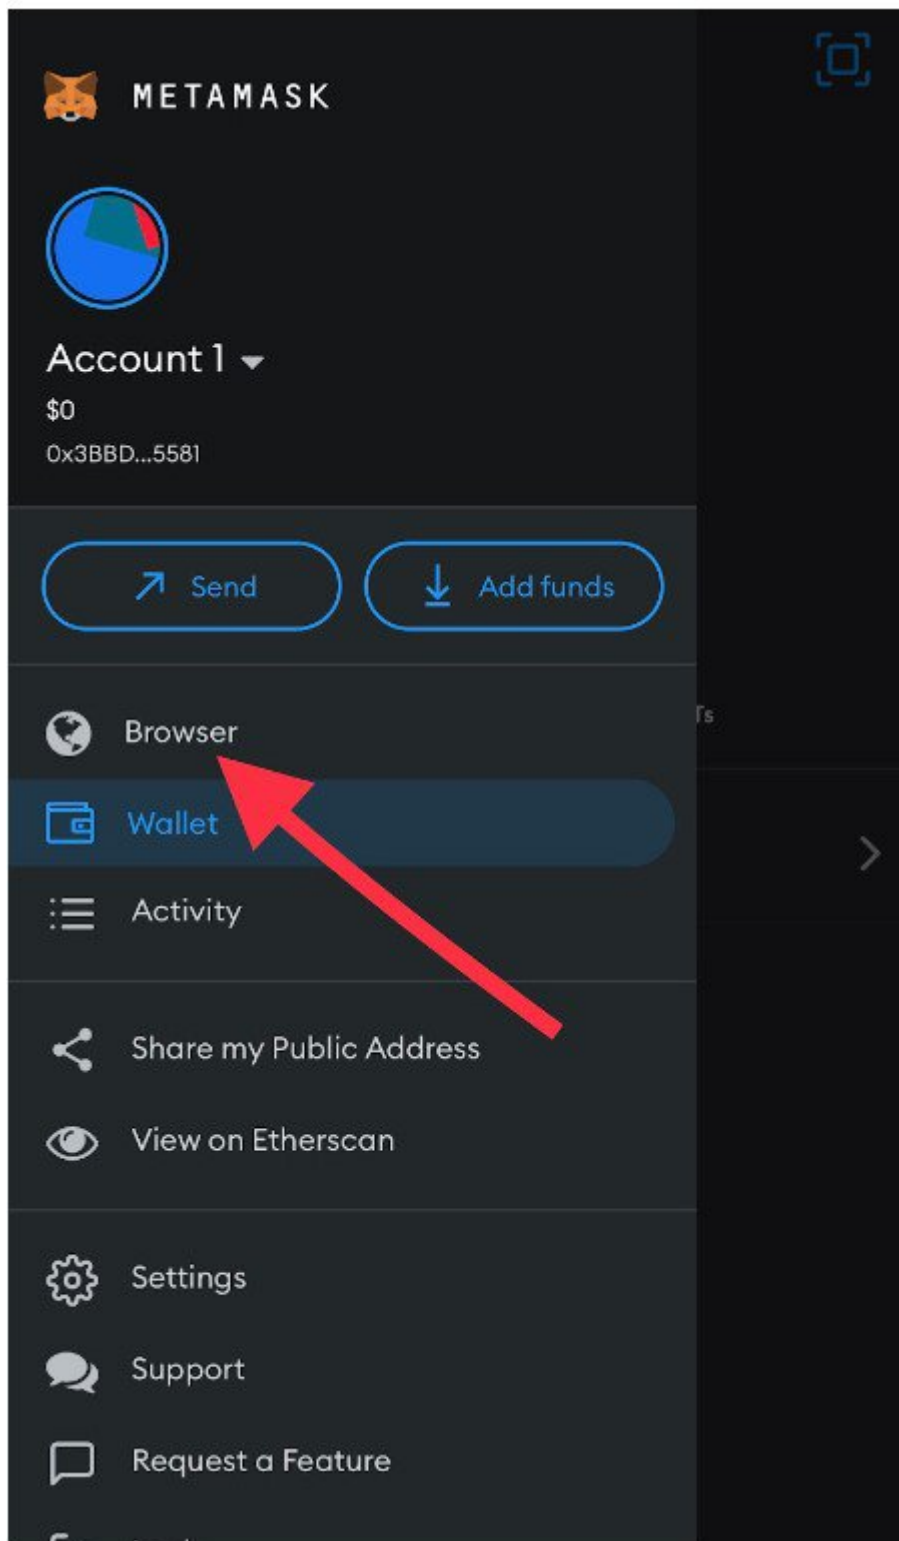 METAMASK
Account 1
$0
0x3BBD...5581
Send
Add funds
Browser
Ts
Wallet
Activity
Share my Public Address
View on Etherscan
Settings
Support
Request a Feature